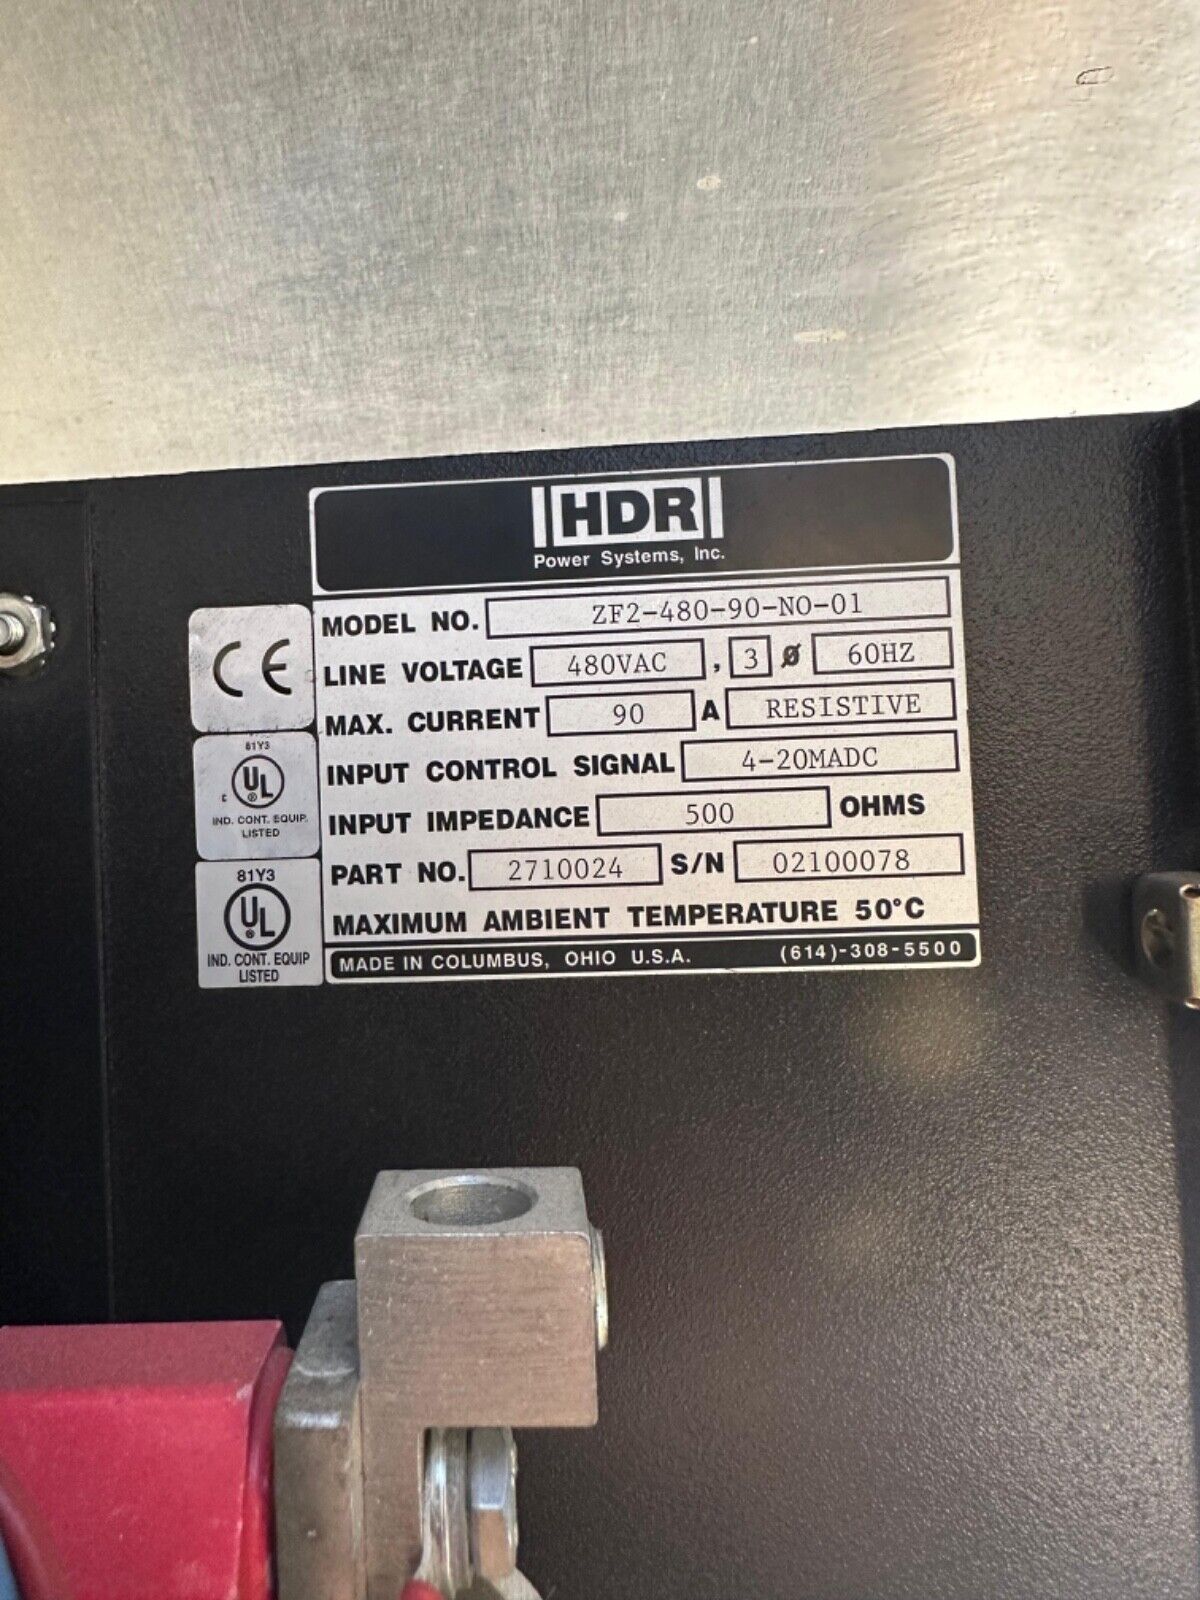 HDR
Power Systems, Inc.
MODEL NO. ZF2-480-90-NO-01
LINE VOLTAGE 480VAC , 3 Ø 60HZ
MAX. CURRENT 90 A RESISTIVE
INPUT CONTROL SIGNAL 4-20MADC
INPUT IMPEDANCE 500 OHMS
PART NO. 2710024 S/N 02100078
MAXIMUM AMBIENT TEMPERATURE 50°C
MADE IN COLUMBUS, OHIO U.S.A. (614)-308-5500
CE
81Y3
c UL ®
IND. CONT. EQUIP.
LISTED
81Y3
UL ®
IND. CONT. EQUIP
LISTED